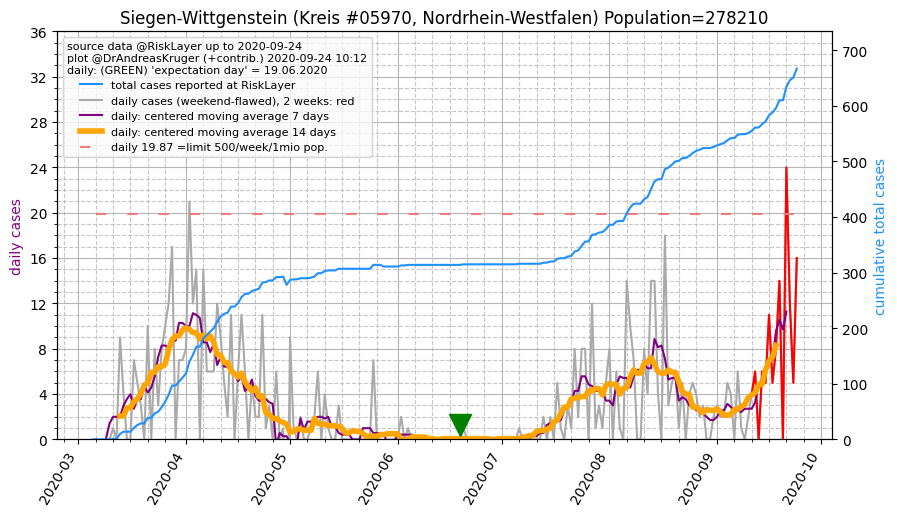 Siegen-Wittgenstein (Kreis #05970, Nordrhein-Westfalen) Population=278210
source data @RiskLayer up to 2020-09-24
plot @DrAndreasKruger (+contrib.) 2020-09-24 10:12
daily: (GREEN) 'expectation day' = 19.06.2020
total cases reported at RiskLayer
daily cases (weekend-flawed), 2 weeks: red
daily: centered moving average 7 days
daily: centered moving average 14 days
daily 19.87 =limit 500/week/1mio pop.
daily cases
36
32
28
24
20
16
12
8
4
0
cumulative total cases
700
600
500
400
300
200
100
0
2020-03
2020-04
2020-05
2020-06
2020-07
2020-08
2020-09
2020-10